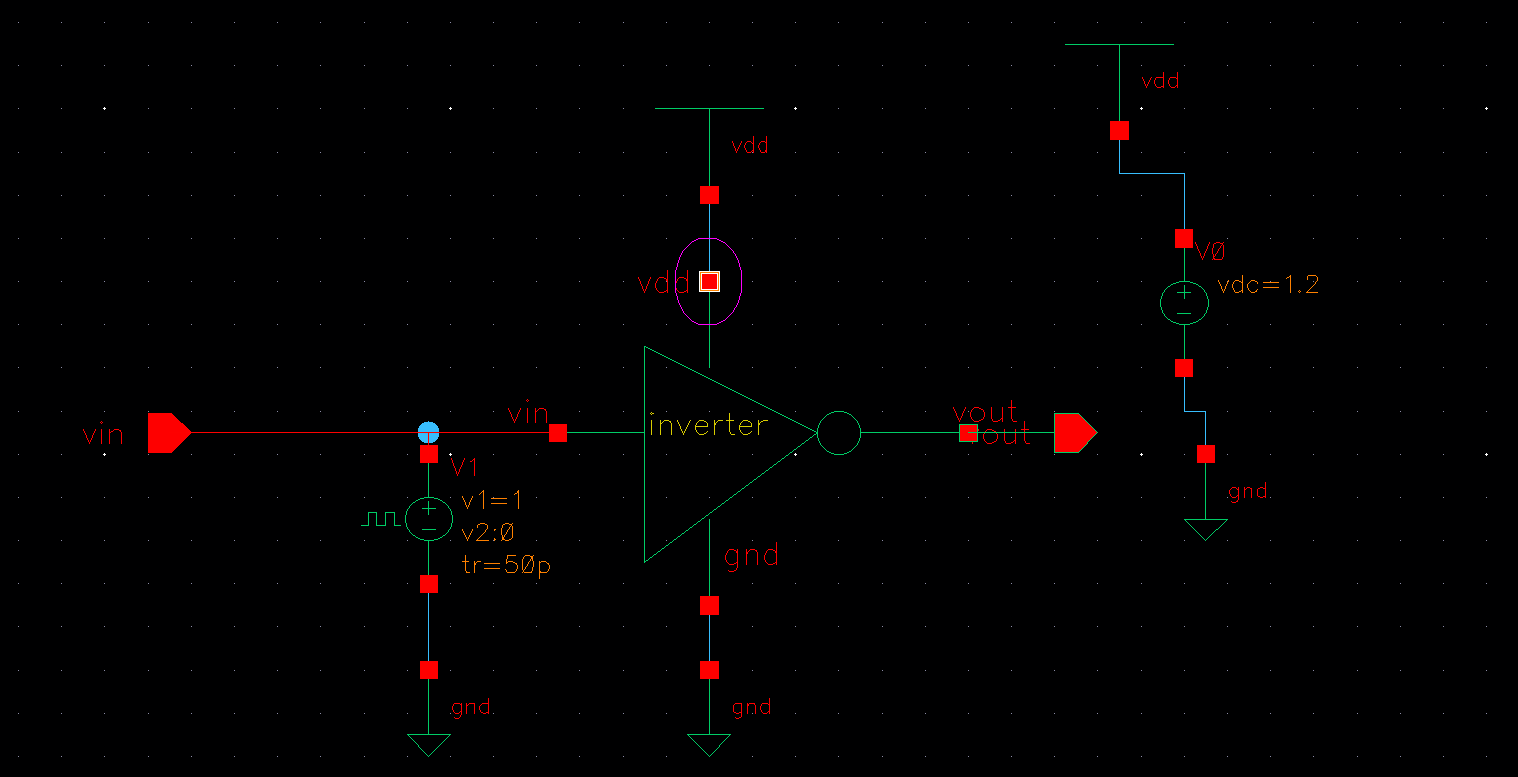 vdd
vdd
V0
vdd
vdc=1.2
vin
vout
inverter
vin
vout
V1
gnd
v1=1
v2:0
tr=50p
gnd
gnd
gnd